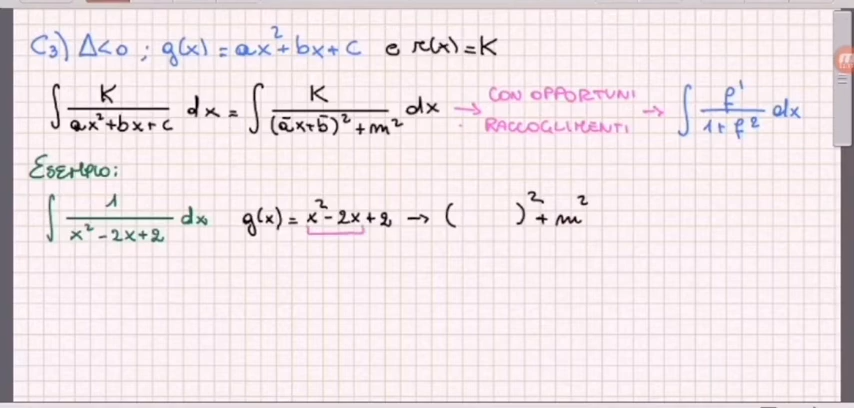 C3) Δ<0 ; g(x) = ax²+bx+c e r(x)=K
∫ K/(ax²+bx+c) dx = ∫ K/((āx+b̄)²+m²) dx → CON OPPORTUNI RACCOGLIMENTI → ∫ f'/(1+f²) dx
ESEMPIO:
∫ 1/(x²-2x+2) dx g(x) = x²-2x+2 → ( )²+m²